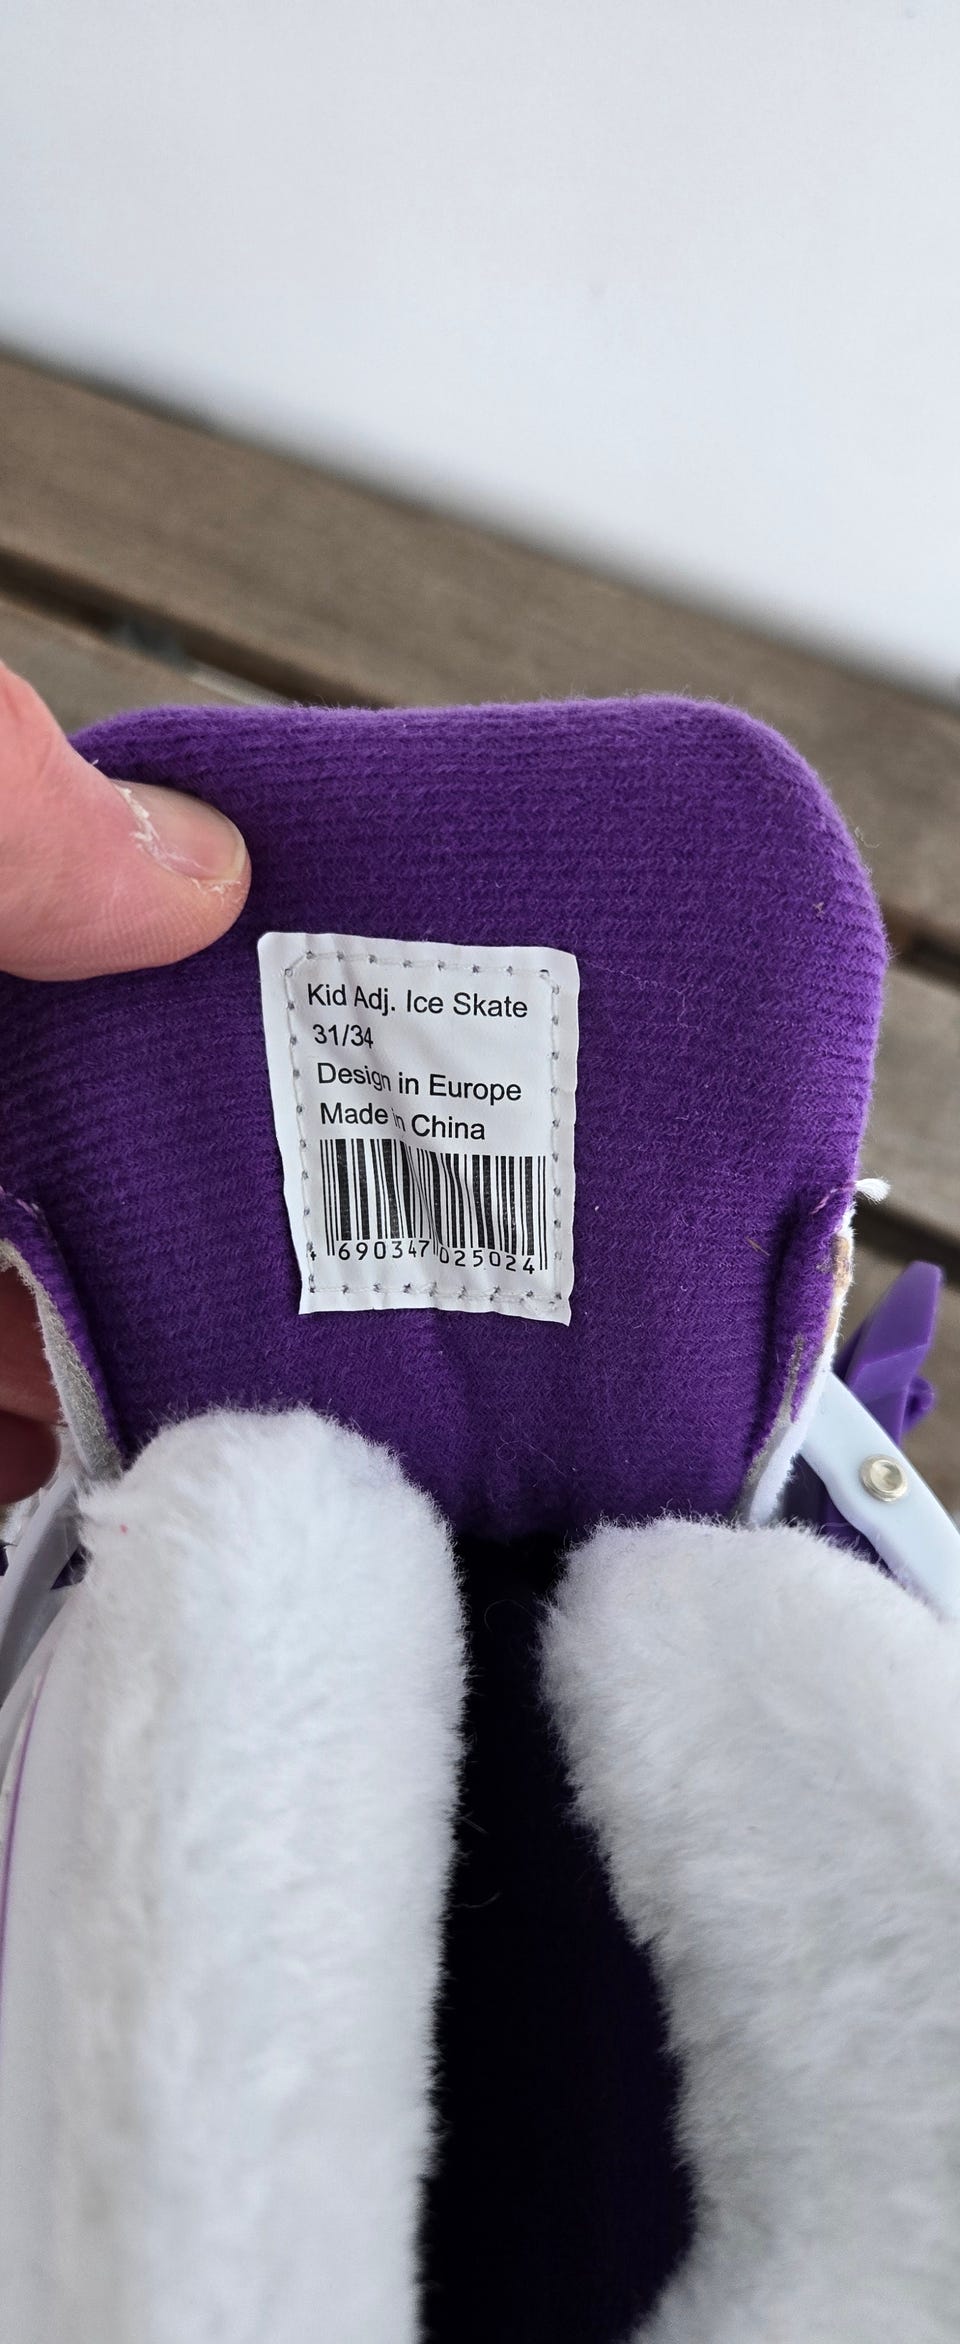 Kid Adj. Ice Skate
31/34
Design in Europe
Made in China
4 690347 025024